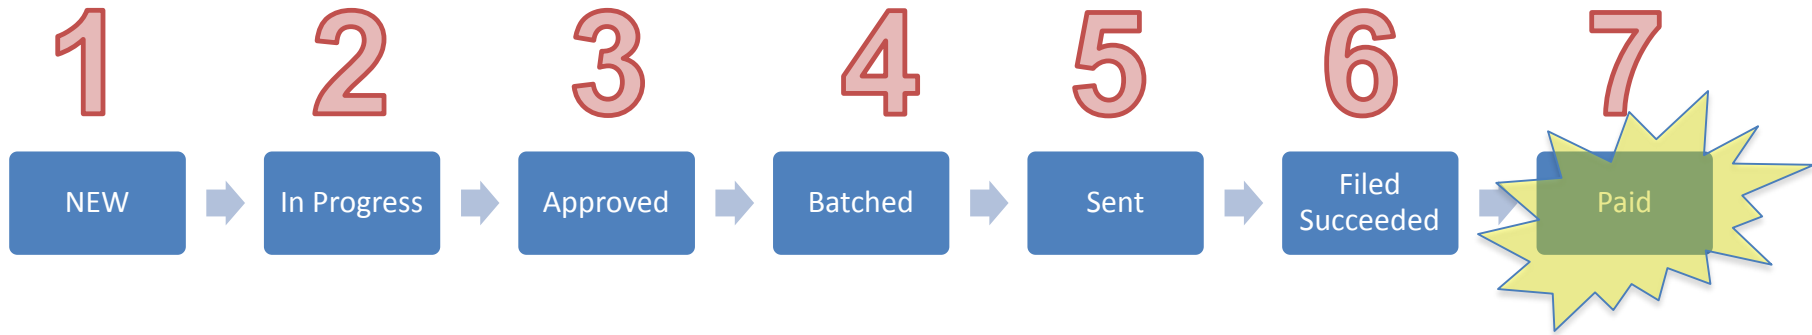 1 2 3 4 5 6 7
NEW
In Progress
Approved
Batched
Sent
Filed
Succeeded
Paid